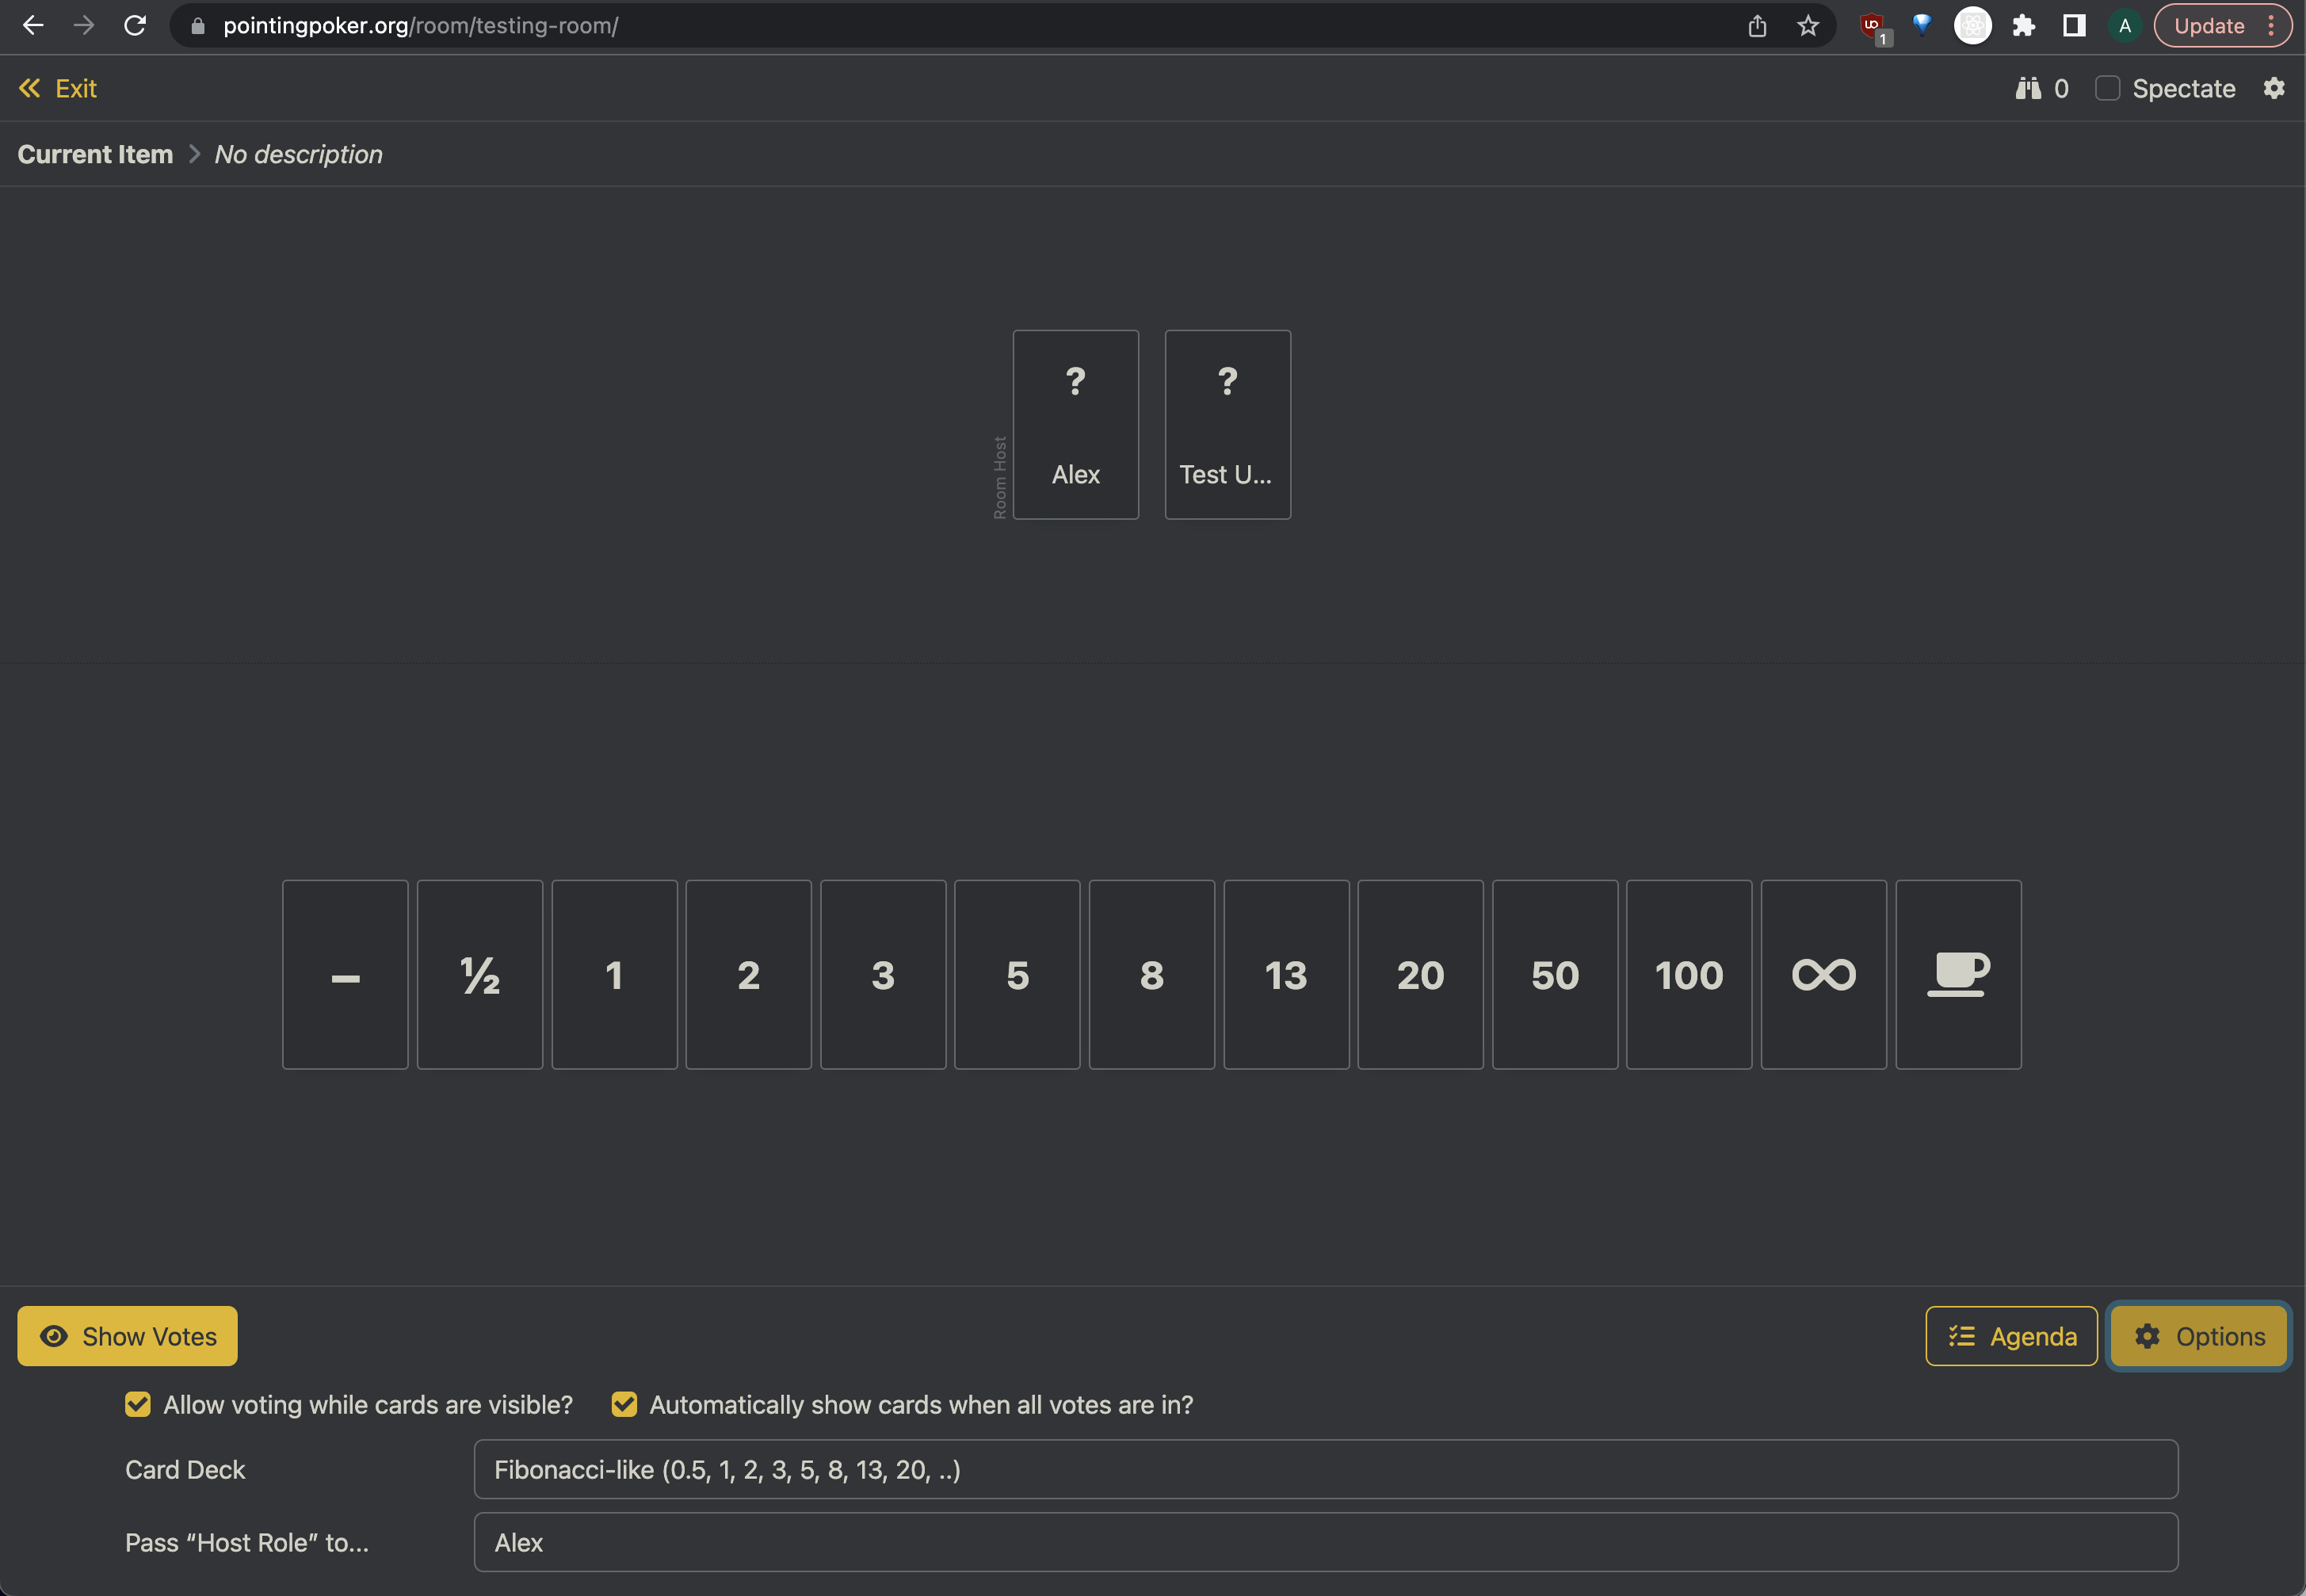 pointingpoker.org/room/testing-room/
1
A
Update
Exit
0
Spectate
Current Item
No description
Room Host
?
Alex
?
Test U...
–
½
1
2
3
5
8
13
20
50
100
∞
Show Votes
Agenda
Options
Allow voting while cards are visible?
Automatically show cards when all votes are in?
Card Deck
Fibonacci-like (0.5, 1, 2, 3, 5, 8, 13, 20, ..)
Pass “Host Role” to...
Alex